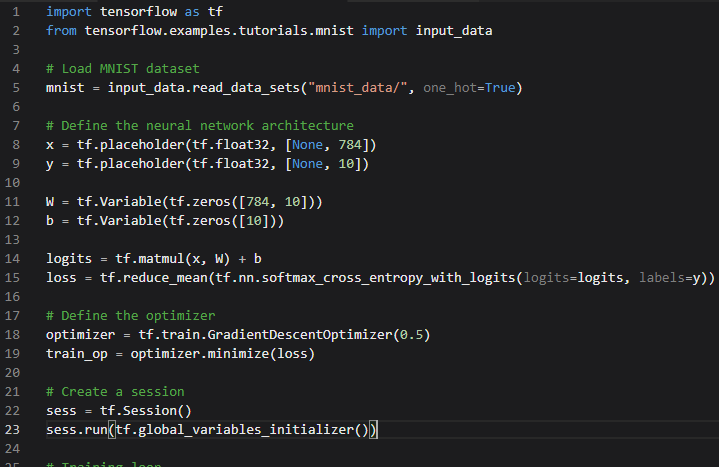 1 import tensorflow as tf
2 from tensorflow.examples.tutorials.mnist import input_data
3
4 # Load MNIST dataset
5 mnist = input_data.read_data_sets("mnist_data/", one_hot=True)
6
7 # Define the neural network architecture
8 x = tf.placeholder(tf.float32, [None, 784])
9 y = tf.placeholder(tf.float32, [None, 10])
10
11 W = tf.Variable(tf.zeros([784, 10]))
12 b = tf.Variable(tf.zeros([10]))
13
14 logits = tf.matmul(x, W) + b
15 loss = tf.reduce_mean(tf.nn.softmax_cross_entropy_with_logits(logits=logits, labels=y))
16
17 # Define the optimizer
18 optimizer = tf.train.GradientDescentOptimizer(0.5)
19 train_op = optimizer.minimize(loss)
20
21 # Create a session
22 sess = tf.Session()
23 sess.run(tf.global_variables_initializer())
24
25 # Training loop